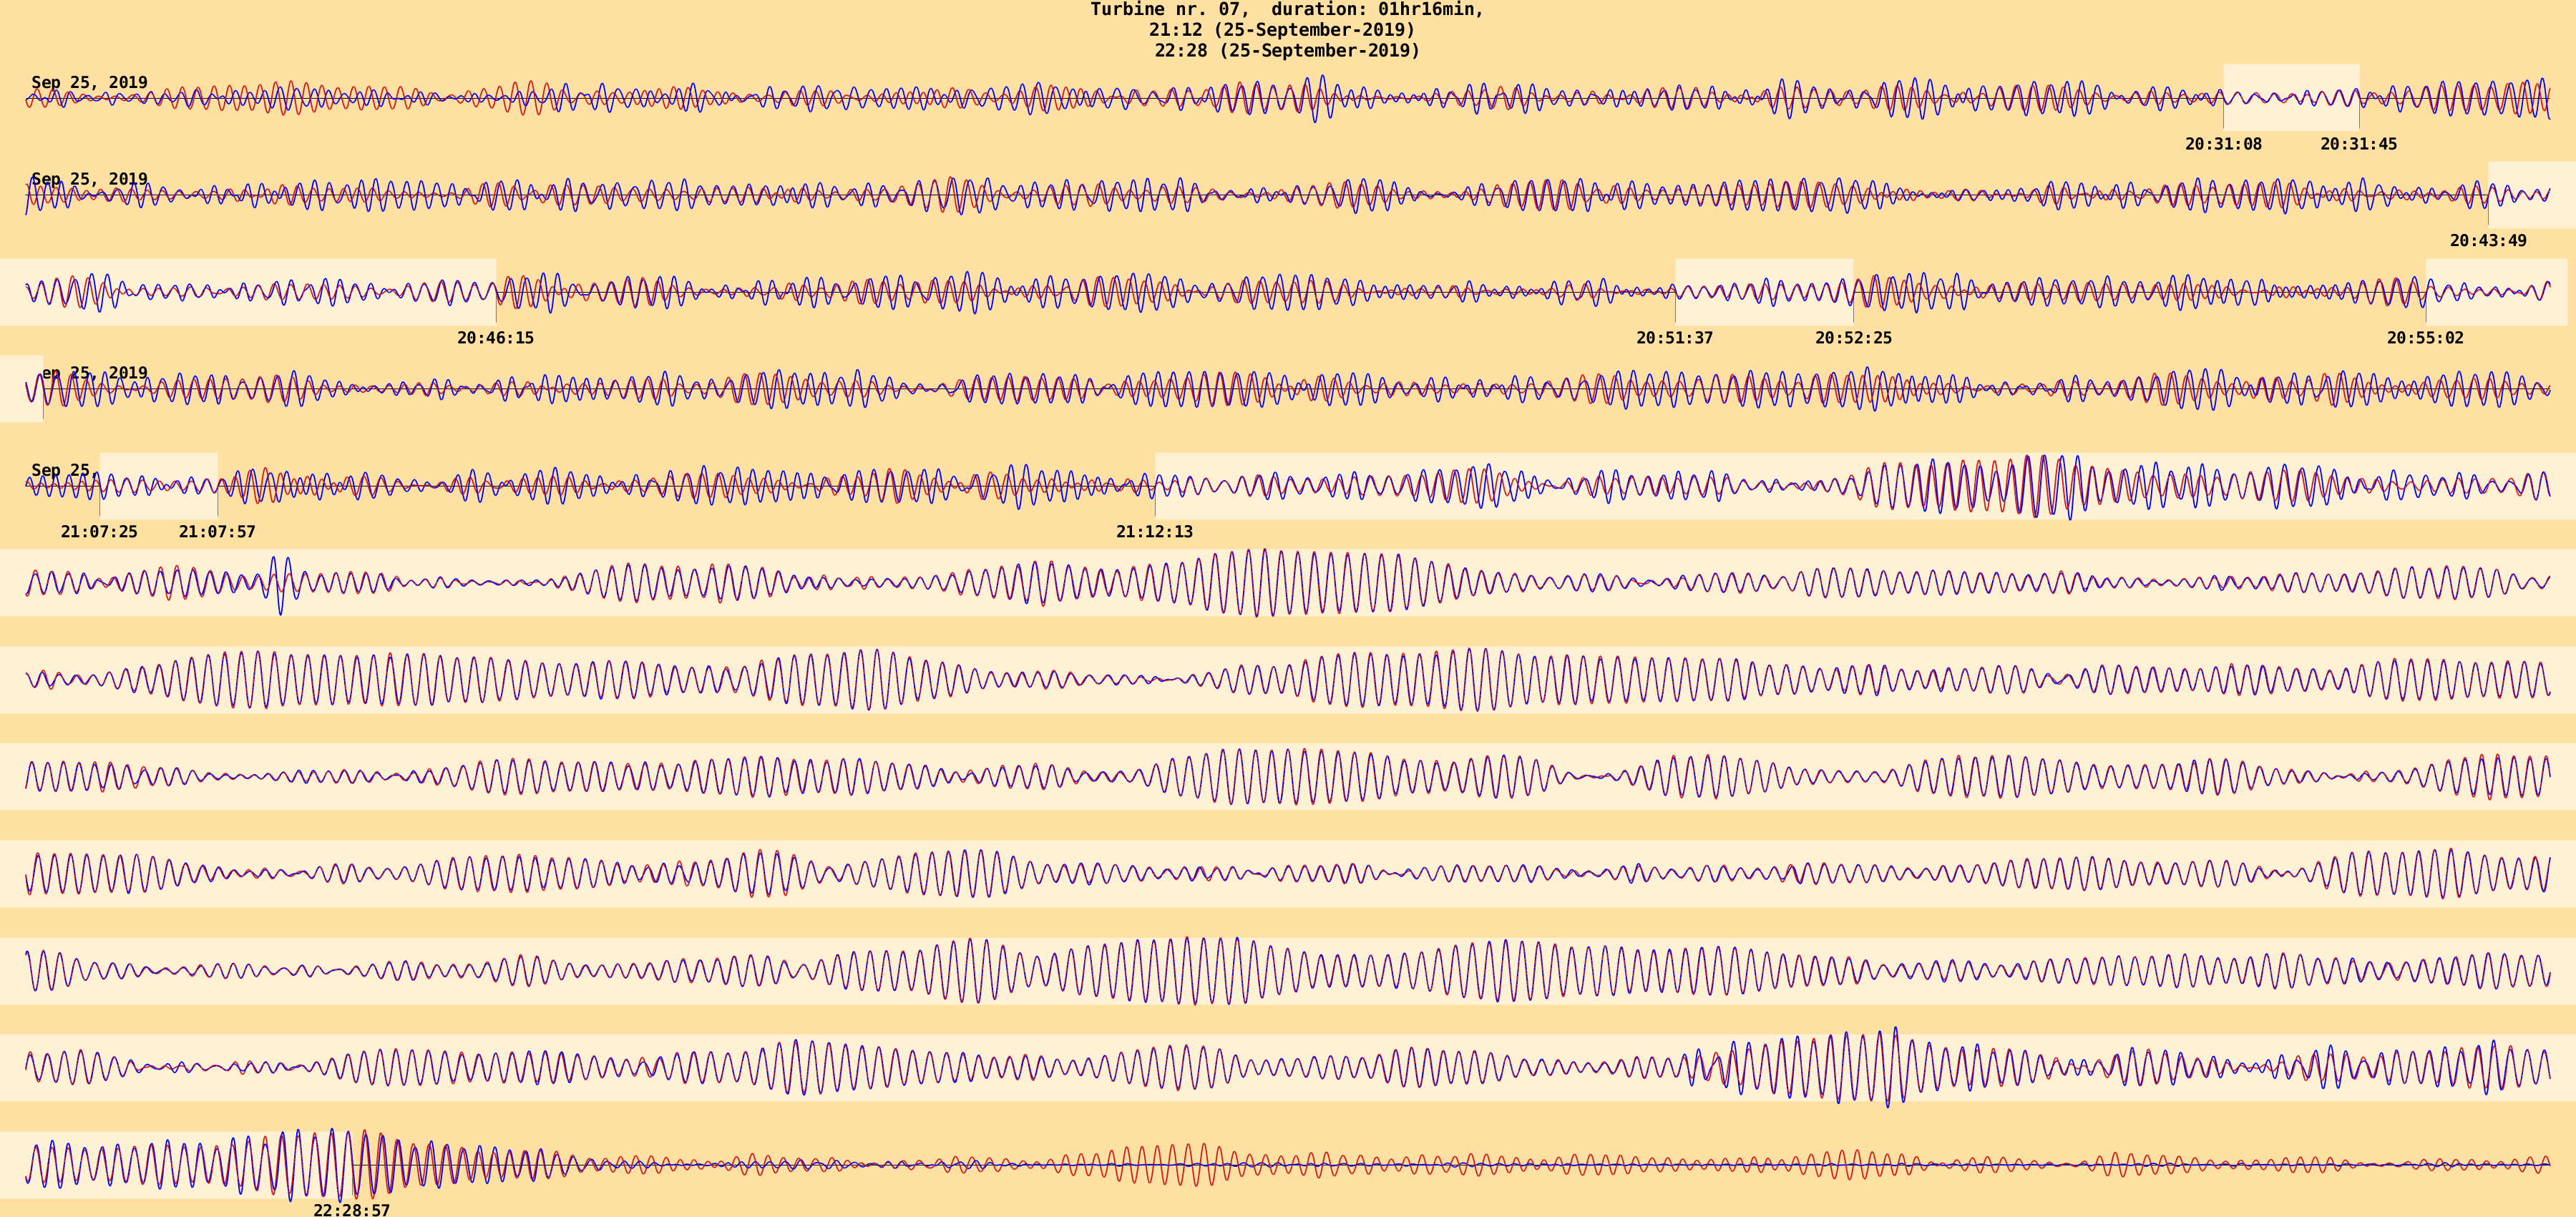 Turbine nr. 07,  duration: 01hr16min,
21:12 (25-September-2019)
22:28 (25-September-2019)
Sep 25, 2019
20:31:08 20:31:45
Sep 25, 2019
20:43:49
20:46:15 20:51:37 20:52:25 20:55:02
ep 25, 2019
Sep 25,
21:07:25 21:07:57 21:12:13
22:28:57